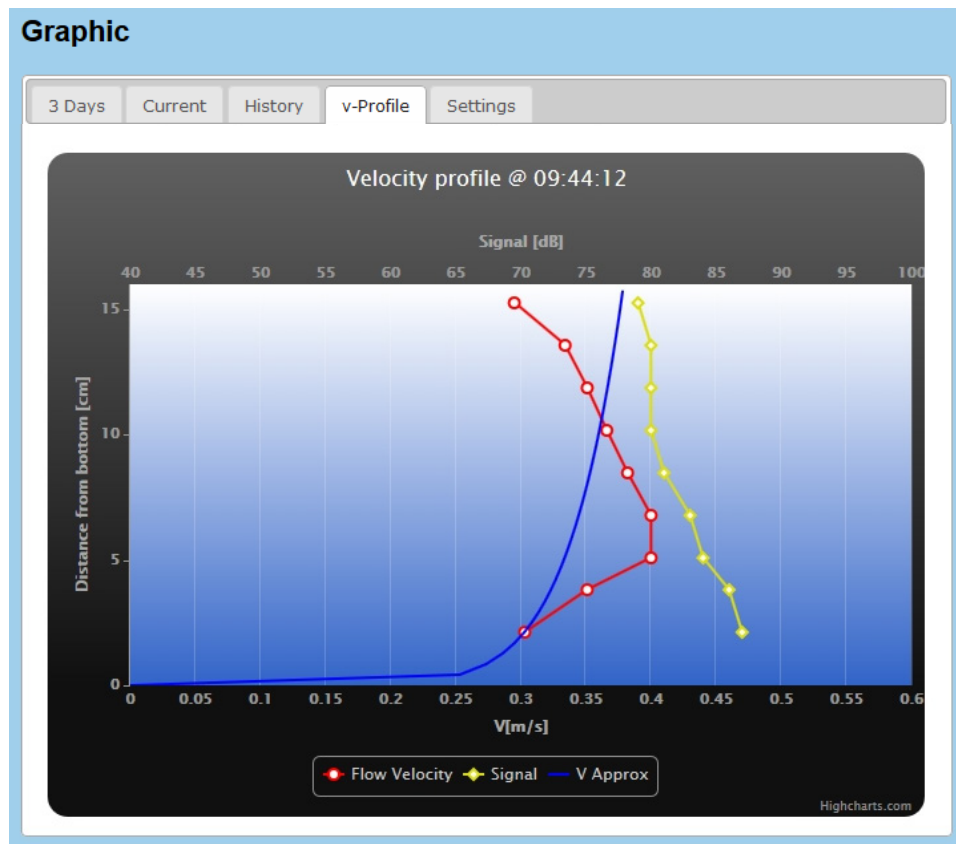 Graphic
3 Days Current History v-Profile Settings
Velocity profile @ 09:44:12
Signal [dB]
40 45 50 55 60 65 70 75 80 85 90 95 100
Distance from bottom [cm]
15
10
5
0
0 0.05 0.1 0.15 0.2 0.25 0.3 0.35 0.4 0.45 0.5 0.55 0.6
V[m/s]
Flow Velocity Signal V Approx
Highcharts.com